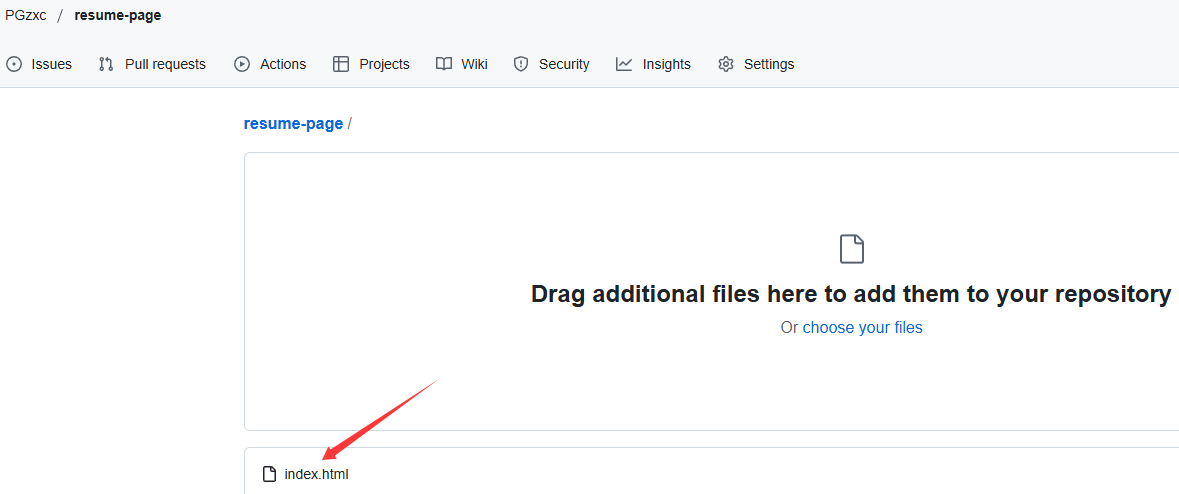 PGzxc / resume-page
Issues Pull requests Actions Projects Wiki Security Insights Settings
resume-page /
Drag additional files here to add them to your repository
Or choose your files
index.html